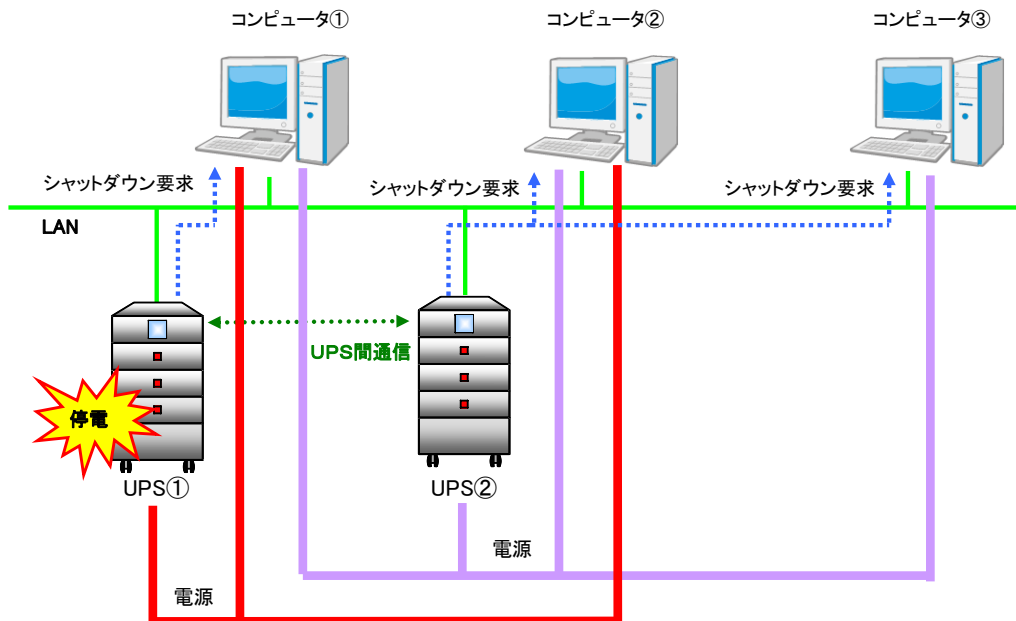 コンピュータ①
コンピュータ②
コンピュータ③
シャットダウン要求
シャットダウン要求
シャットダウン要求
LAN
UPS間通信
停電
UPS①
UPS②
電源
電源